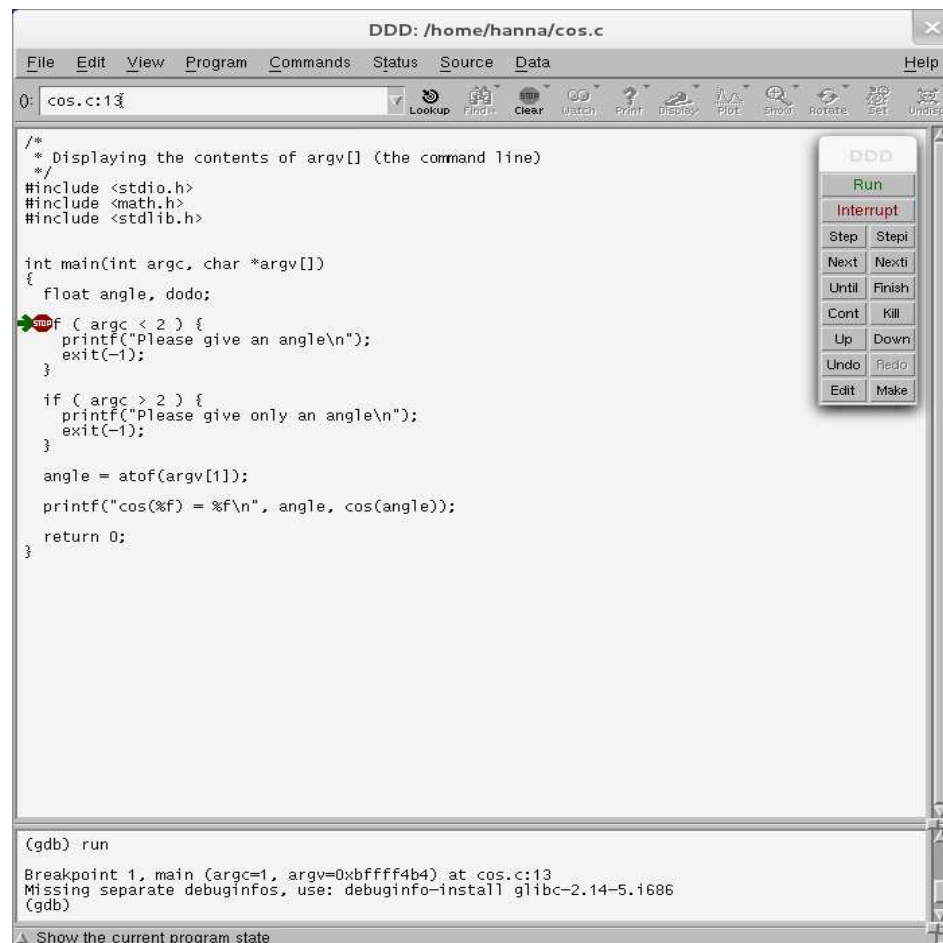 DDD: /home/hanna/cos.c
File Edit View Program Commands Status Source Data Help
(): cos.c:13
Lookup Find» Clear Watch Print Display Plot Show Rotate Set Undisp
/*
 * Displaying the contents of argv[] (the command line)
 */
#include <stdio.h>
#include <math.h>
#include <stdlib.h>
int main(int argc, char *argv[])
{
float angle, dodo;
STOP f ( argc < 2 ) {
printf("Please give an angle\n");
exit(-1);
}
if ( argc > 2 ) {
printf("Please give only an angle\n");
exit(-1);
}
angle = atof(argv[1]);
printf("cos(%f) = %f\n", angle, cos(angle));
return 0;
}
DDD
Run
Interrupt
Step Stepi
Next Nexti
Until Finish
Cont Kill
Up Down
Undo Redo
Edit Make
(gdb) run
Breakpoint 1, main (argc=1, argv=0xbffff4b4) at cos.c:13
Missing separate debuginfos, use: debuginfo-install glibc-2.14-5.i686
(gdb)
Show the current program state